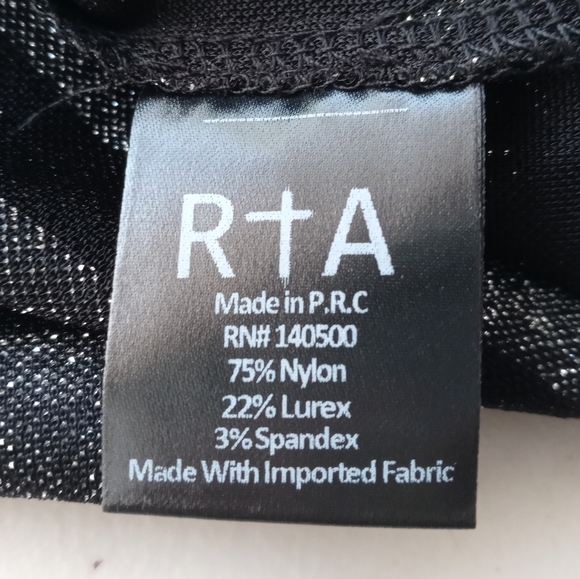 R†A
Made in P.R.C
RN# 140500
75% Nylon
22% Lurex
3% Spandex
Made With Imported Fabric